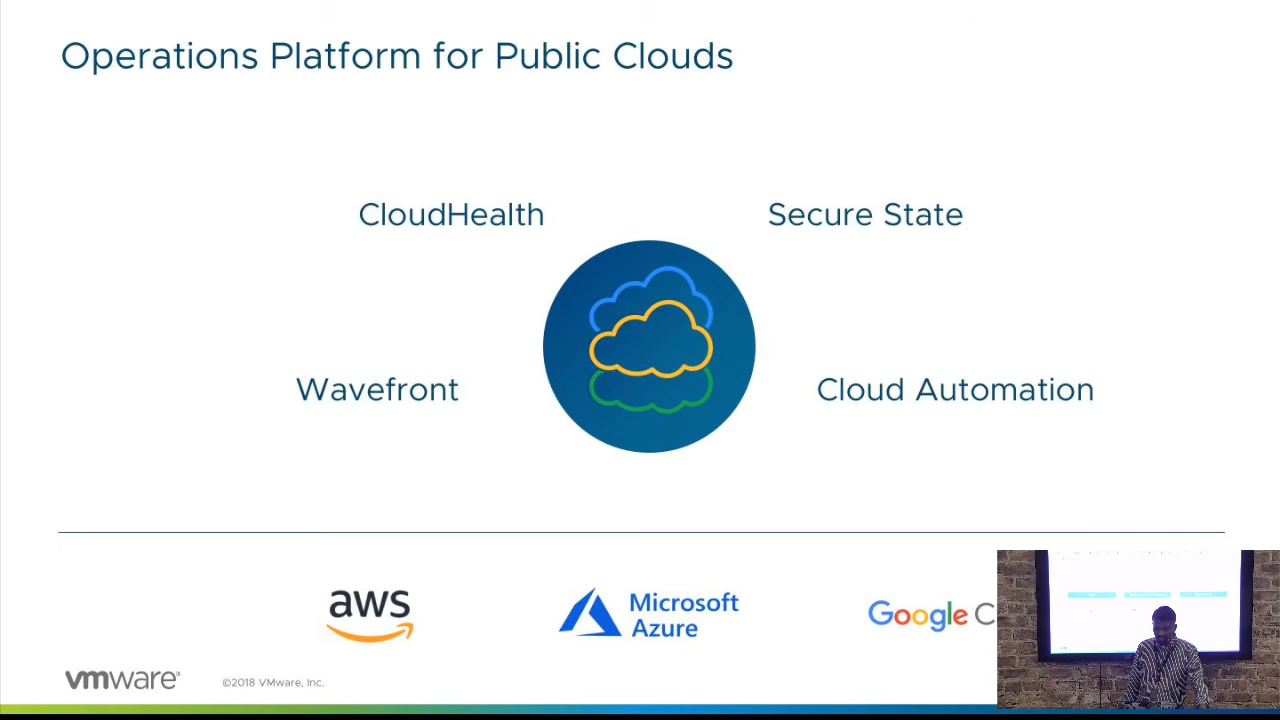 Operations Platform for Public Clouds
CloudHealth
Secure State
Wavefront
Cloud Automation
aws
Microsoft
Azure
Google C
vmware®
©2018 VMware, Inc.